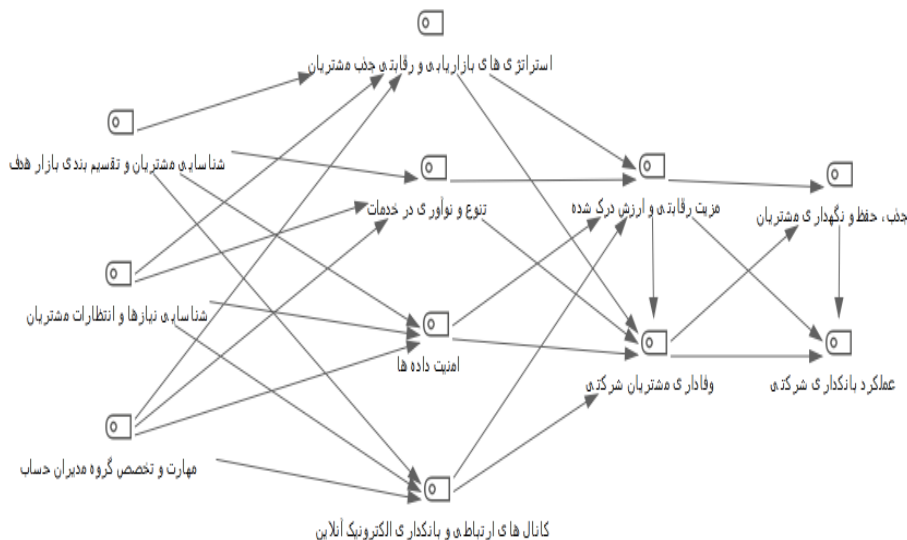 استراتژی های بازاریابی و رقابتی جذب مشتریان
شناسایی مشتریان و تقسیم بندی بازار هدف
تنوع و نوآوری در خدمات
مزیت رقابتی و ارزش درک شده
جذب، حفظ و نگهداری مشتریان
شناسایی نیازها و انتظارات مشتریان
امنیت داده ها
وفاداری مشتریان شرکتی
عملکرد بانکداری شرکتی
مهارت و تخصص گروه مدیران حساب
کانال های ارتباطی و بانکداری الکترونیک آنلاین